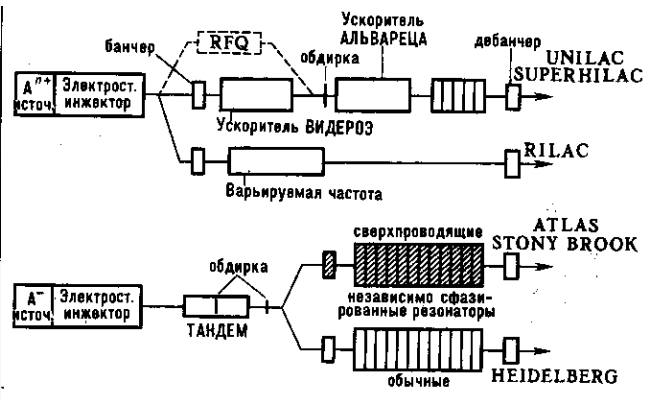 Ускоритель
АЛЬВАРЕЦА
RFQ
банчер
обдирка
дебанчер
UNILAC
SUPERHILAC
Aⁿ⁺
источ.
Электрост.
инжектор
Ускоритель ВИДЕРОЭ
RILAC
Варьируемая частота
ATLAS
STONY BROOK
сверхпроводящие
обдирка
A⁻
источ.
Электрост.
инжектор
независимо сфази-
рованные резонаторы
ТАНДЕМ
обычные
HEIDELBERG